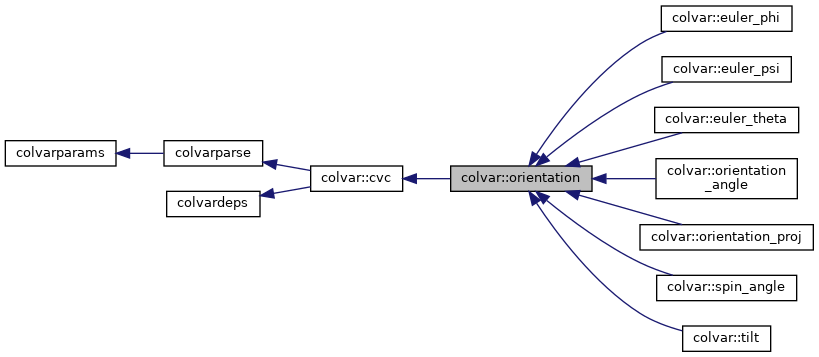 colvarparams
colvarparse
colvardeps
colvar::cvc
colvar::orientation
colvar::euler_phi
colvar::euler_psi
colvar::euler_theta
colvar::orientation
_angle
colvar::orientation_proj
colvar::spin_angle
colvar::tilt